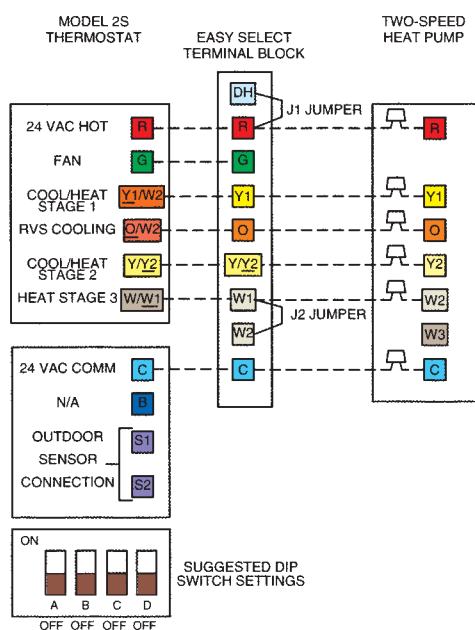 MODEL 2S
THERMOSTAT
EASY SELECT
TERMINAL BLOCK
TWO-SPEED
HEAT PUMP
DH
J1 JUMPER
24 VAC HOT R R R
FAN G G
COOL/HEAT
STAGE 1
Y1/W2 Y1 Y1
RVS COOLING O/W2 O O
COOL/HEAT
STAGE 2
Y/Y2 Y/Y2 Y2
HEAT STAGE 3 W/W1 W1 W2
J2 JUMPER
W2 W3
24 VAC COMM C C C
N/A B
OUTDOOR S1
SENSOR
CONNECTION S2
ON
A B C D
OFF OFF OFF OFF
SUGGESTED DIP
SWITCH SETTINGS